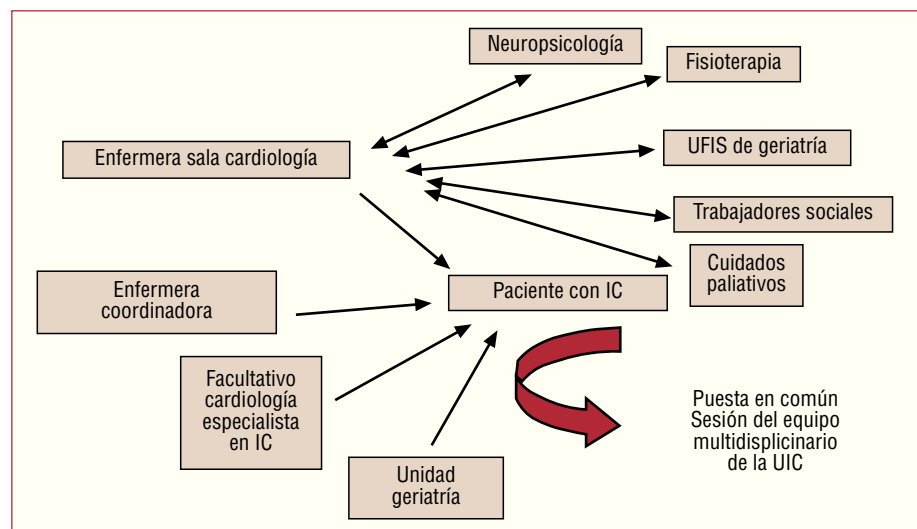 Neuropsicología
Fisioterapia
Enfermera sala cardiología
UFIS de geriatría
Trabajadores sociales
Cuidados
paliativos
Enfermera
coordinadora
Paciente con IC
Facultativo
cardiología
especialista
en IC
Unidad
geriatría
Puesta en común
Sesión del equipo
multidisplicinario
de la UIC